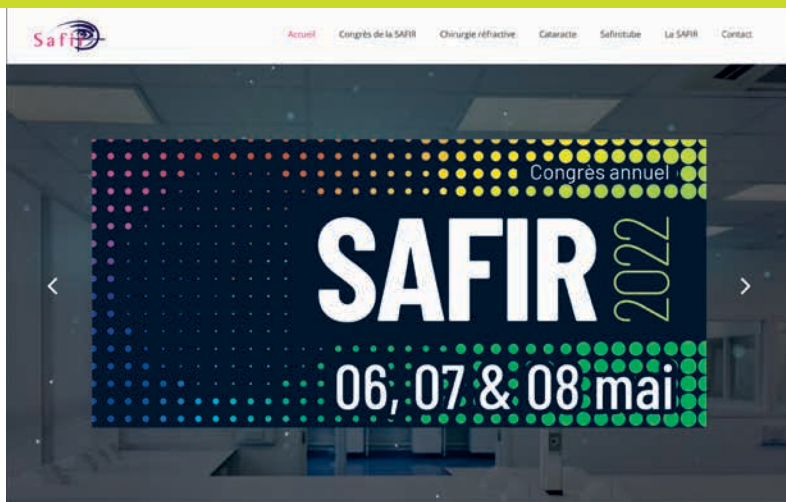 Safir
Accueil Congrès de la SAFIR Chirurgie réfractive Cataracte Safirotube La SAFIR Contact
Congrès annuel
SAFIR 2022
06, 07 & 08 mai